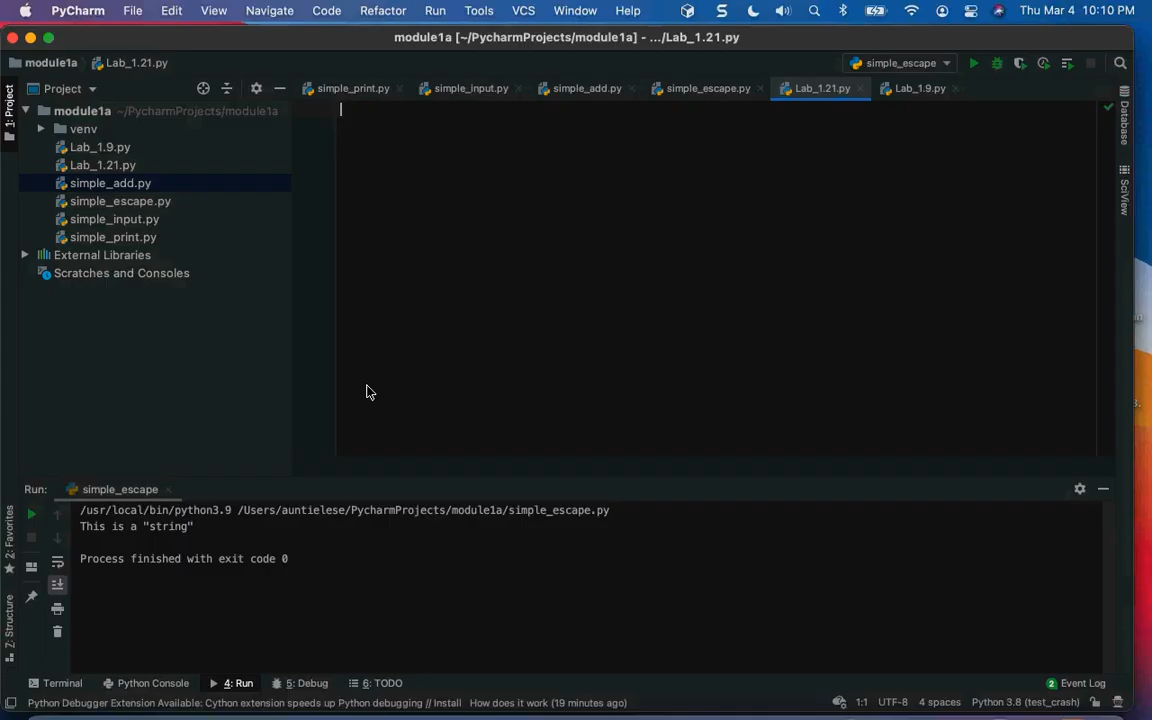 PyCharm File Edit View Navigate Code Refactor Run Tools VCS Window Help S Thu Mar 4 10:10 PM
module1a [~/PycharmProjects/module1a] - .../Lab_1.21.py
module1a Lab_1.21.py simple_escape
1: Project
Project simple_print.py simple_input.py simple_add.py simple_escape.py Lab_1.21.py Lab_1.9.py
module1a ~/PycharmProjects/module1a
venv
Lab_1.9.py
Lab_1.21.py
simple_add.py
simple_escape.py
simple_input.py
simple_print.py
External Libraries
Scratches and Consoles
Database
SciView
Run: simple_escape
/usr/local/bin/python3.9 /Users/auntielese/PycharmProjects/module1a/simple_escape.py
This is a "string"
Process finished with exit code 0
2: Favorites
Z: Structure
Terminal Python Console 4: Run 5: Debug 6: TODO 2 Event Log
Python Debugger Extension Available: Cython extension speeds up Python debugging // Install How does it work (19 minutes ago) 1:1 UTF-8 4 spaces Python 3.8 (test_crash)